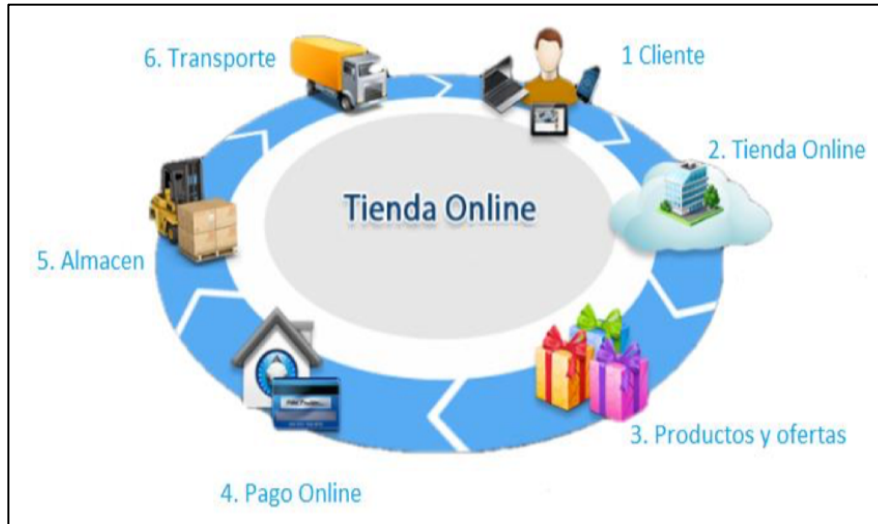 6. Transporte
1 Cliente
2. Tienda Online
Tienda Online
5. Almacen
3. Productos y ofertas
4. Pago Online